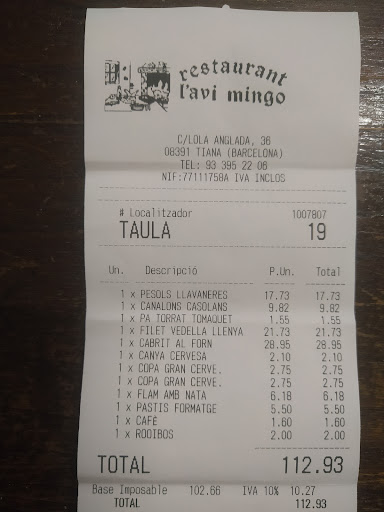 restaurant
l'avi mingo
C/LOLA ANGLADA, 36
08391 TIANA (BARCELONA)
TEL: 93 395 22 06
NIF:77111758A IVA INCLOS
# Localitzador 1007807
TAULA 19
Un. Descripció P.Un. Total
1 x PESOLS LLAVANERES 17.73 17.73
1 x CANALONS CASOLANS 9.82 9.82
1 x PA TORRAT TOMAQUET 1.55 1.55
1 x FILET VEDELLA LLENYA 21.73 21.73
1 x CABRIT AL FORN 28.95 28.95
1 x CANYA CERVESA 2.10 2.10
1 x COPA GRAN CERVE. 2.75 2.75
1 x COPA GRAN CERVE. 2.75 2.75
1 x FLAM AMB NATA 6.18 6.18
1 x PASTIS FORMATGE 5.50 5.50
1 x CAFÈ 1.60 1.60
1 x ROOIBOS 2.00 2.00
TOTAL 112.93
Base Imposable 102.66 IVA 10% 10.27
TOTAL 112.93